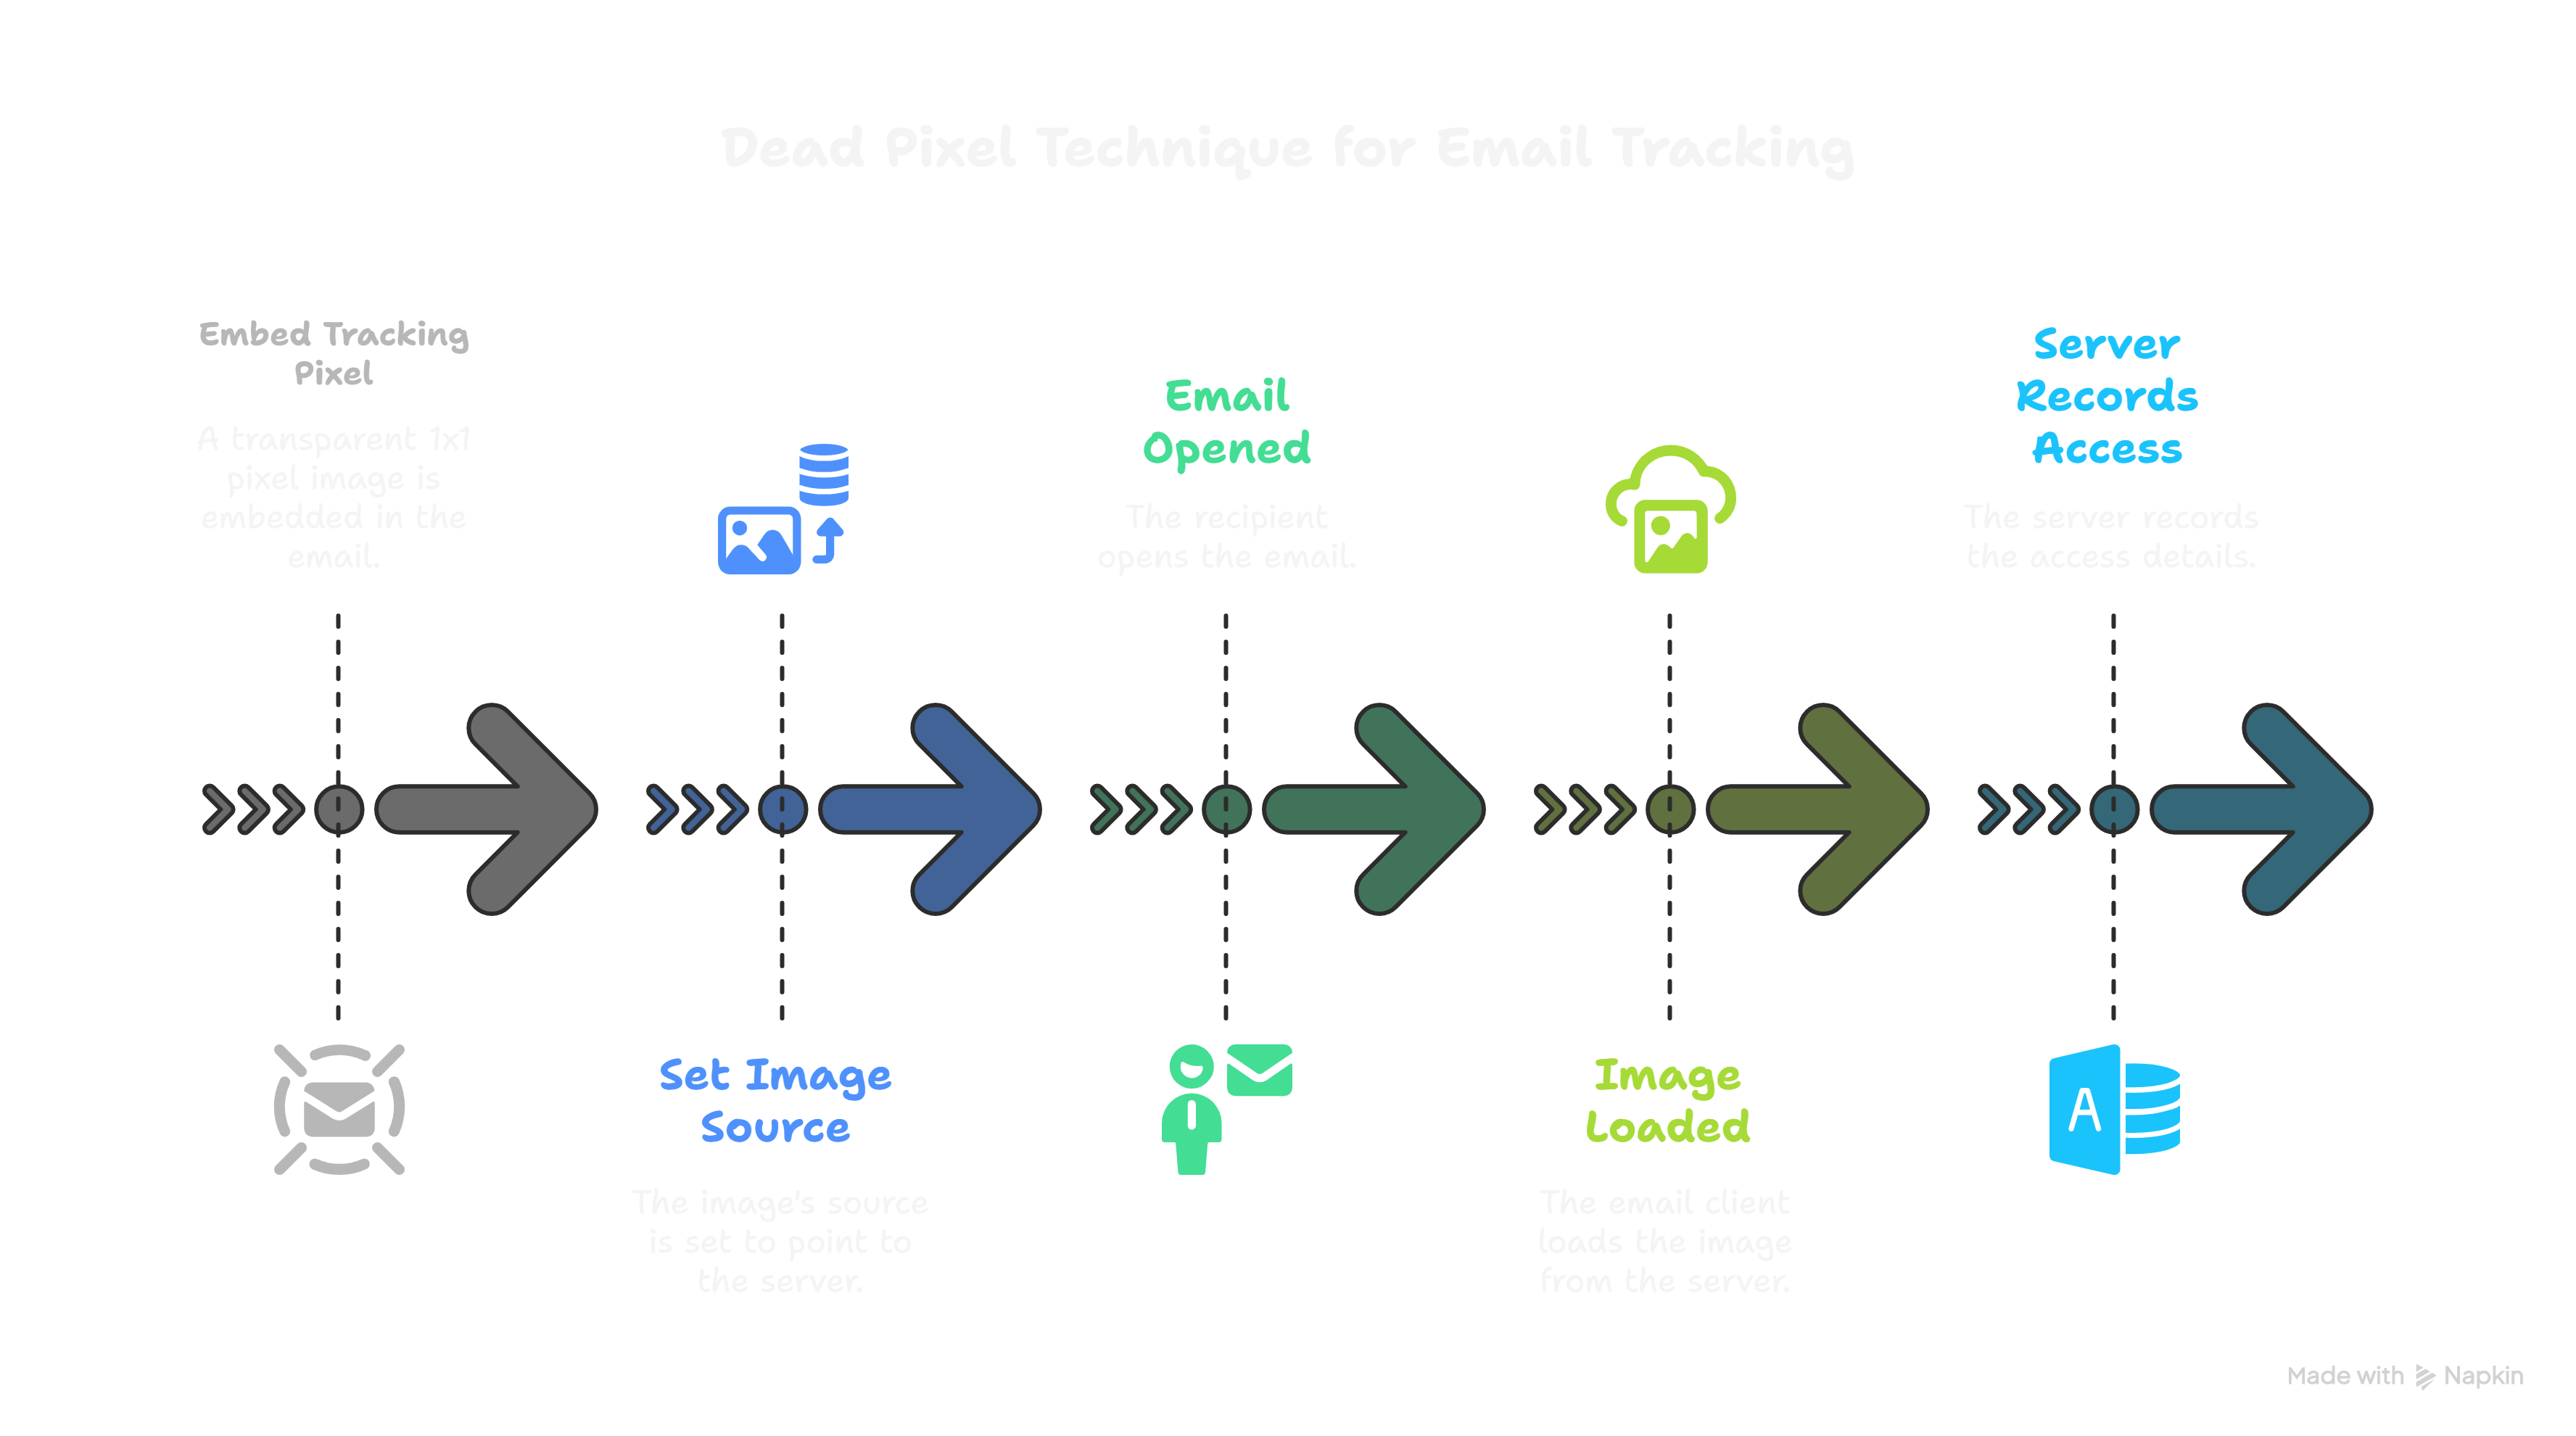 Dead Pixel Technique for Email Tracking
Embed Tracking
Pixel
A transparent 1x1
pixel image is
embedded in the
email.
Set Image
Source
The image's source
is set to point to
the server.
Email
Opened
The recipient
opens the email.
Image
Loaded
The email client
loads the image
from the server.
Server
Records
Access
The server records
the access details.
A
Made with Napkin